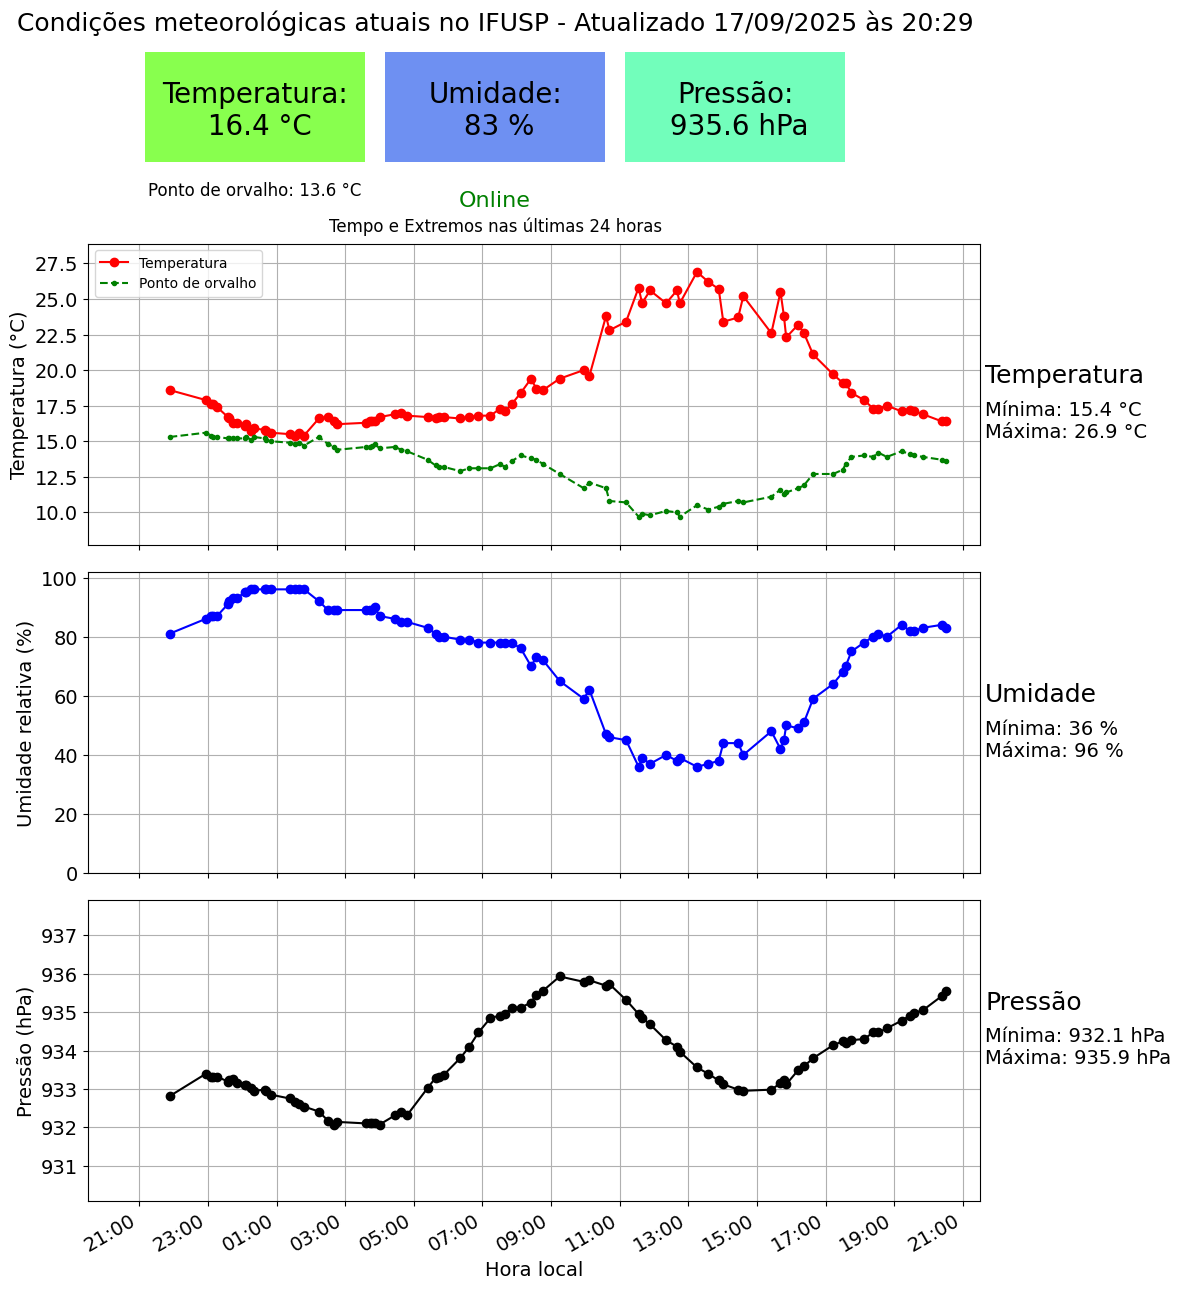 Condições meteorológicas atuais no IFUSP - Atualizado 17/09/2025 às 20:29
Temperatura:
16.4 °C
Umidade:
83 %
Pressão:
935.6 hPa
Ponto de orvalho: 13.6 °C
Online
Tempo e Extremos nas últimas 24 horas
Temperatura
Ponto de orvalho
Temperatura (°C)
27.5
25.0
22.5
20.0
17.5
15.0
12.5
10.0
Temperatura
Mínima: 15.4 °C
Máxima: 26.9 °C
Umidade relativa (%)
100
80
60
40
20
0
Umidade
Mínima: 36 %
Máxima: 96 %
Pressão (hPa)
937
936
935
934
933
932
931
Pressão
Mínima: 932.1 hPa
Máxima: 935.9 hPa
21:00 23:00 01:00 03:00 05:00 07:00 09:00 11:00 13:00 15:00 17:00 19:00 21:00
Hora local